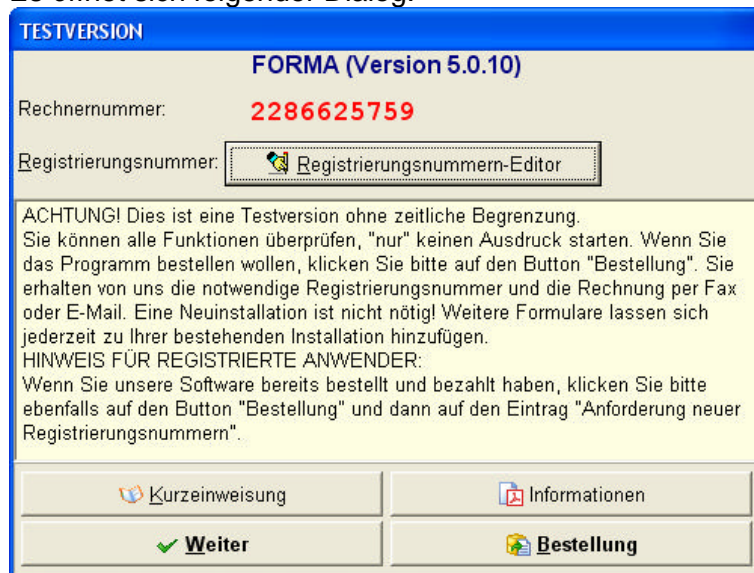 Es öffnet sich folgender Dialog:
TESTVERSION
FORMA (Version 5.0.10)
Rechnernummer: 2286625759
Registrierungsnummer: Registrierungsnummern-Editor
ACHTUNG! Dies ist eine Testversion ohne zeitliche Begrenzung.
Sie können alle Funktionen überprüfen, "nur" keinen Ausdruck starten. Wenn Sie
das Programm bestellen wollen, klicken Sie bitte auf den Button "Bestellung". Sie
erhalten von uns die notwendige Registrierungsnummer und die Rechnung per Fax
oder E-Mail. Eine Neuinstallation ist nicht nötig! Weitere Formulare lassen sich
jederzeit zu Ihrer bestehenden Installation hinzufügen.
HINWEIS FÜR REGISTRIERTE ANWENDER:
Wenn Sie unsere Software bereits bestellt und bezahlt haben, klicken Sie bitte
ebenfalls auf den Button "Bestellung" und dann auf den Eintrag "Anforderung neuer
Registrierungsnummern".
Kurzeinweisung Informationen
Weiter Bestellung